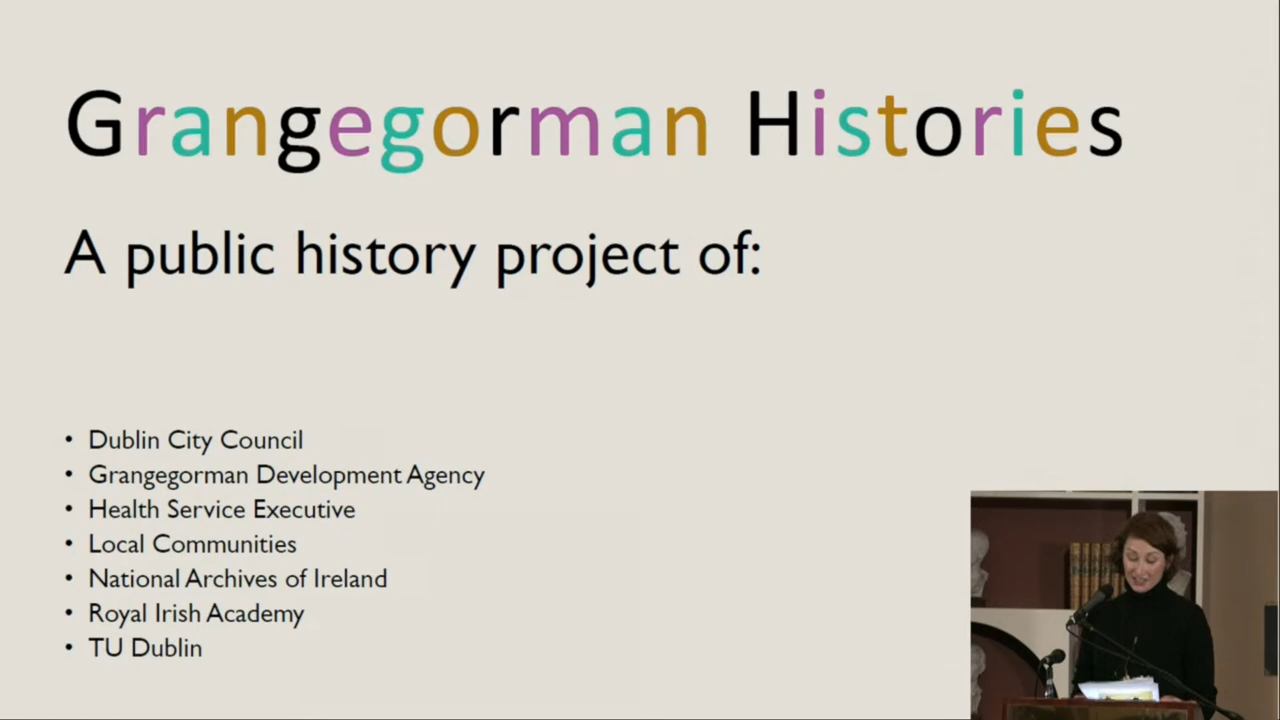 Grangegorman Histories
A public history project of:
• Dublin City Council
• Grangegorman Development Agency
• Health Service Executive
• Local Communities
• National Archives of Ireland
• Royal Irish Academy
• TU Dublin